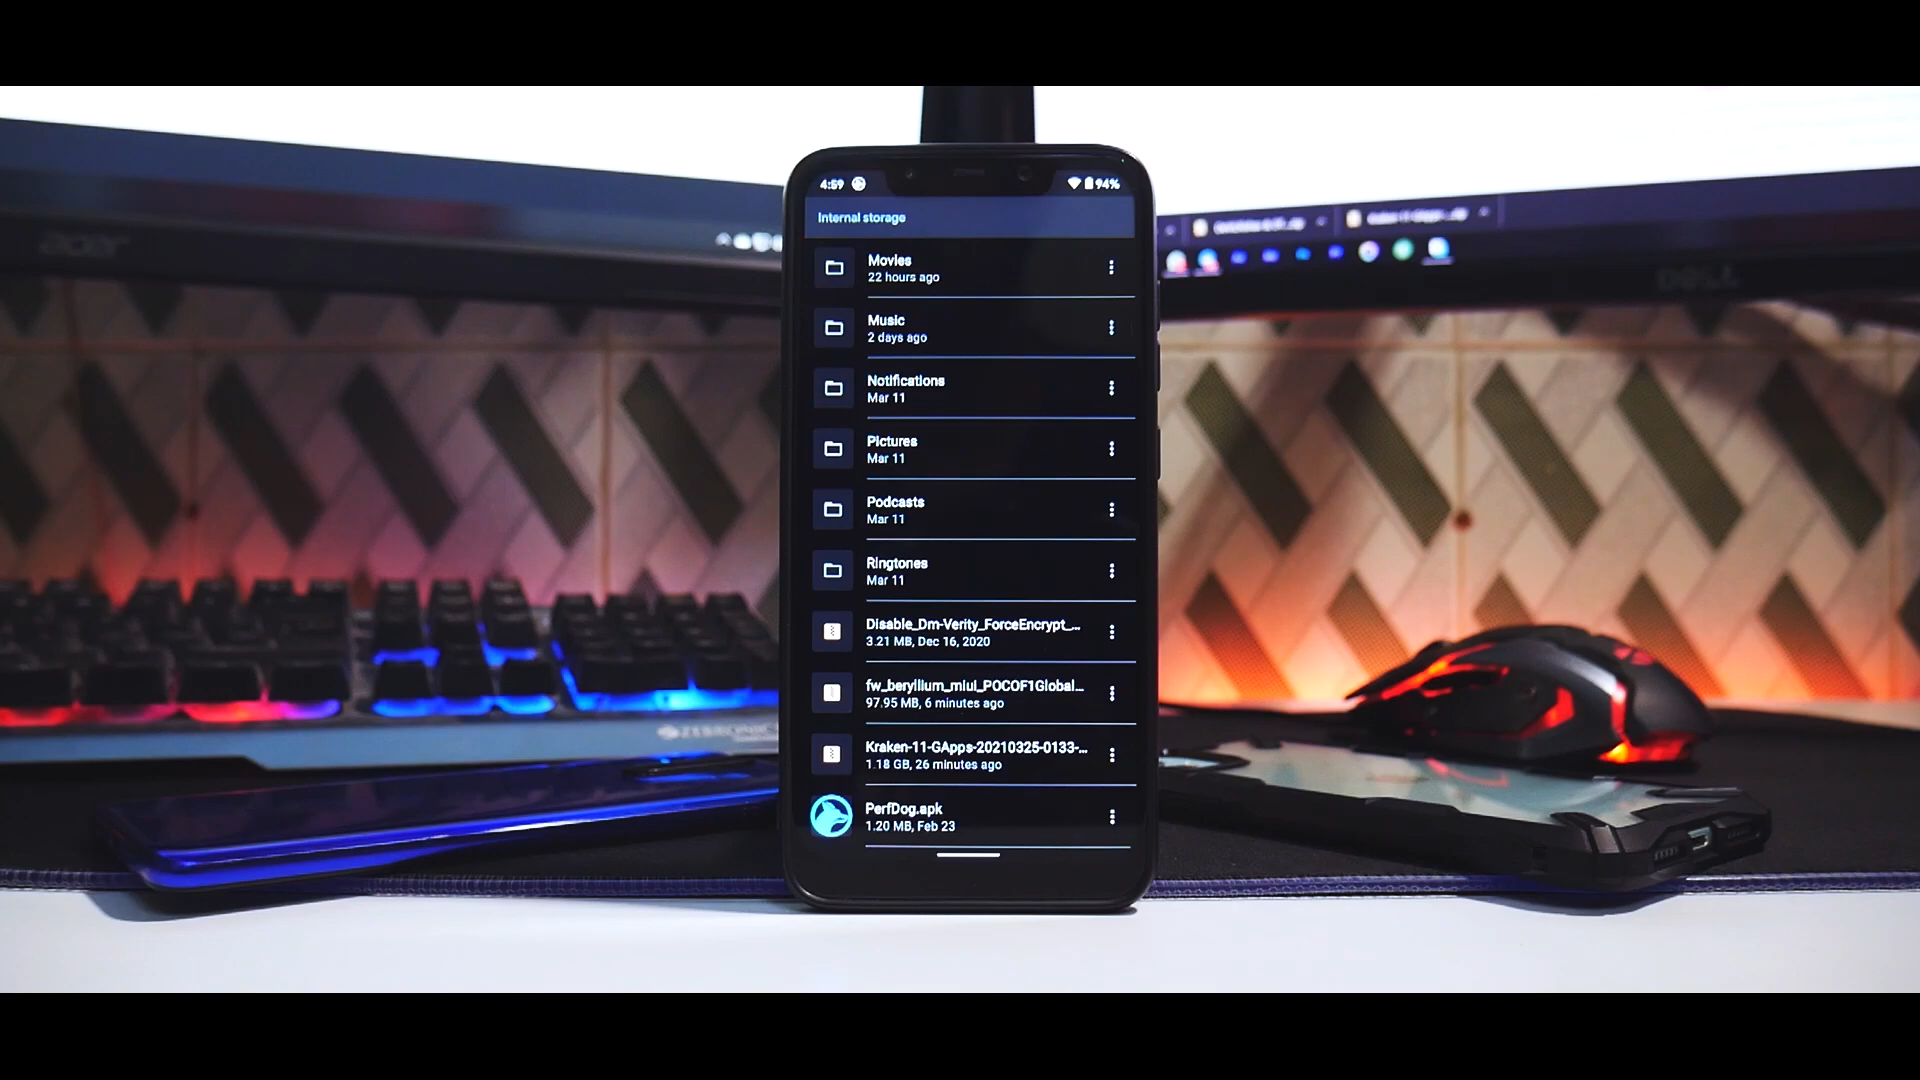 4:59
94%
Internal storage
Movies
22 hours ago
Music
2 days ago
Notifications
Mar 11
Pictures
Mar 11
Podcasts
Mar 11
Ringtones
Mar 11
Disable_Dm-Verity_ForceEncrypt_...
3.21 MB, Dec 16, 2020
fw_beryllium_miui_POCOF1Global...
97.95 MB, 6 minutes ago
Kraken-11-GApps-20210325-0133-...
1.18 GB, 26 minutes ago
PerfDog.apk
1.20 MB, Feb 23
acer
DELL
ZEBRONICS